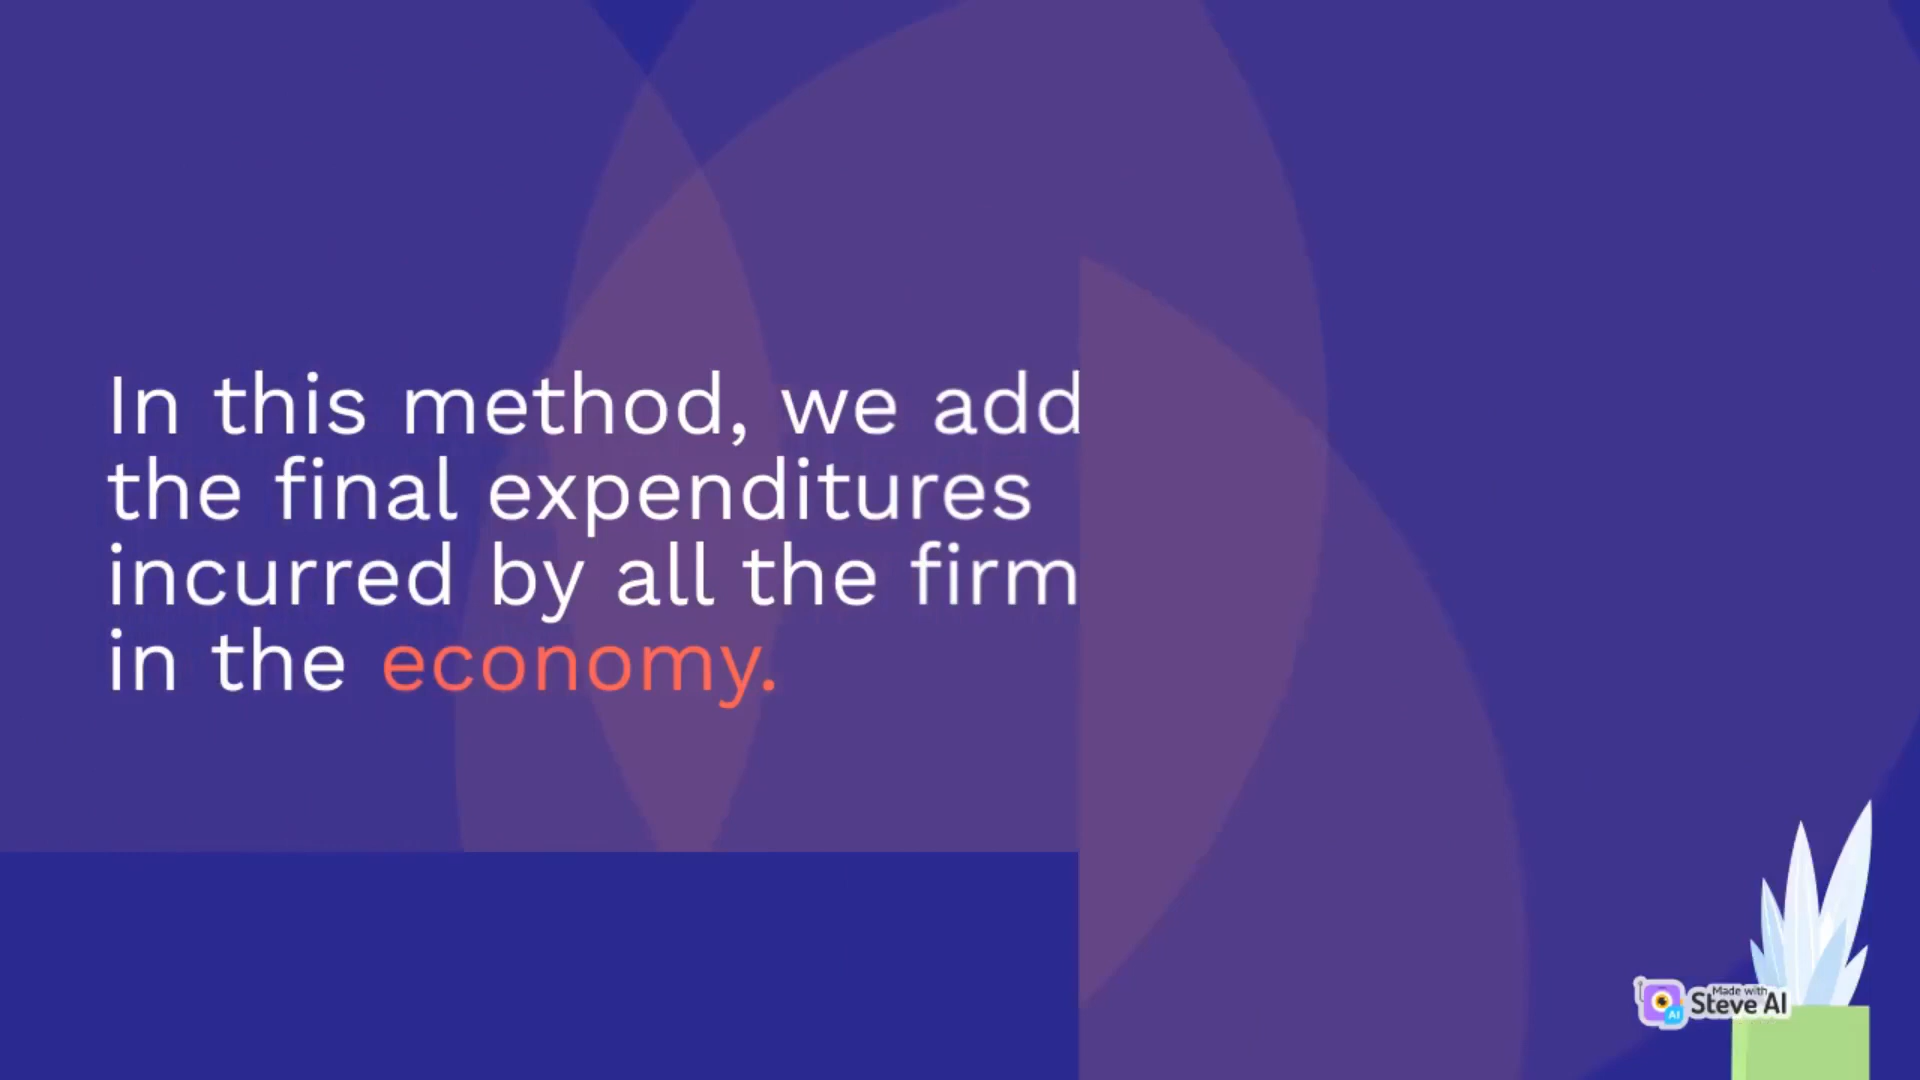 In this method, we add
the final expenditures
incurred by all the firm
in the economy.
Made with
Steve AI
AI